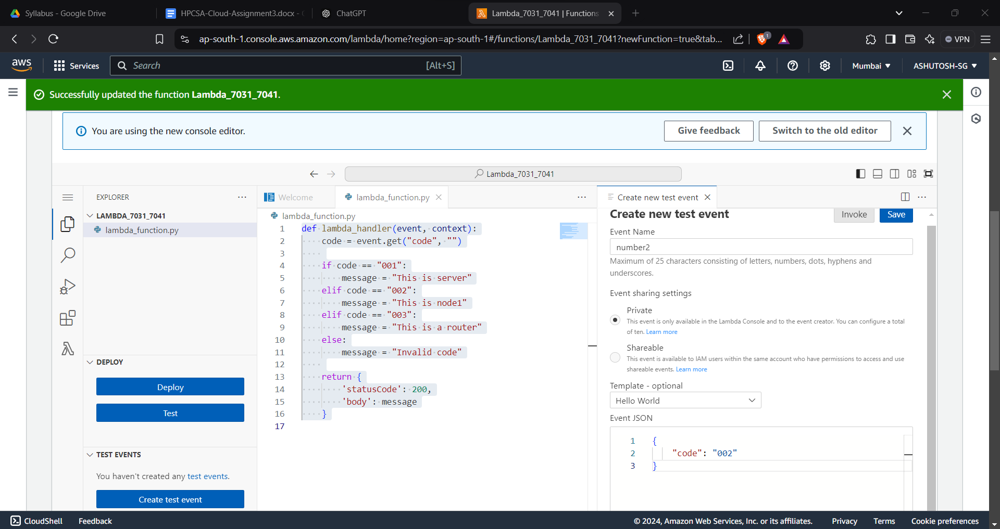 Syllabus - Google Drive
HPCSA-Cloud-Assignment3.docx -
ChatGPT
Lambda_7031_7041 | Functions
ap-south-1.console.aws.amazon.com/lambda/home?region=ap-south-1#/functions/Lambda_7031_7041?newFunction=true&tab...
1
VPN
aws
Services
Search
[Alt+S]
Mumbai
ASHUTOSH-SG
Successfully updated the function Lambda_7031_7041.
You are using the new console editor.
Give feedback
Switch to the old editor
Lambda_7031_7041
EXPLORER
LAMBDA_7031_7041
lambda_function.py
DEPLOY
Deploy
Test
TEST EVENTS
You haven't created any test events.
Create test event
Welcome
lambda_function.py
lambda_function.py
1 def lambda_handler(event, context):
2 code = event.get("code", "")
3
4 if code == "001":
5 message = "This is server"
6 elif code == "002":
7 message = "This is node1"
8 elif code == "003":
9 message = "This is a router"
10 else:
11 message = "Invalid code"
12
13 return {
14 'statusCode': 200,
15 'body': message
16 }
17
Create new test event
Create new test event
Invoke
Save
Event Name
number2
Maximum of 25 characters consisting of letters, numbers, dots, hyphens and
underscores.
Event sharing settings
Private
This event is only available in the Lambda Console and to the event creator. You can configure a total
of ten. Learn more
Shareable
This event is available to IAM users within the same account who have permissions to access and use
shareable events. Learn more
Template - optional
Hello World
Event JSON
1 {
2 "code": "002"
3 }
CloudShell
Feedback
© 2024, Amazon Web Services, Inc. or its affiliates.
Privacy
Terms
Cookie preferences